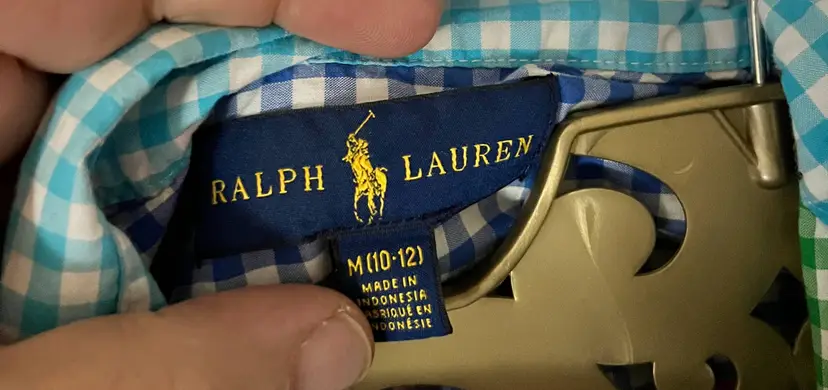 RALPH LAUREN
M(10-12)
MADE IN
INDONESIA
FABRIQUÉ EN
INDONÉSIE